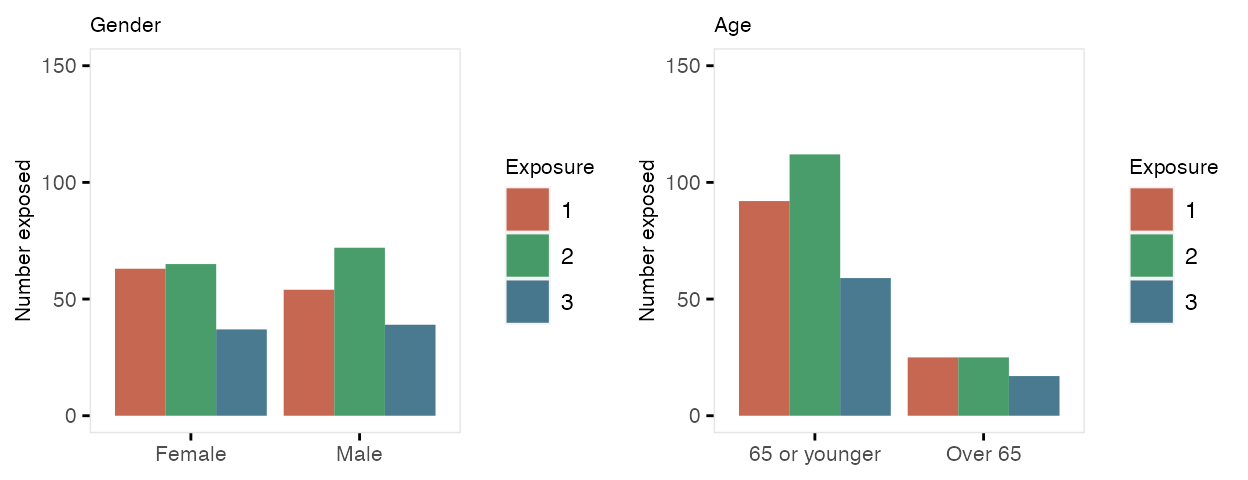 Gender
150
100
50
0
Number exposed
Female
Male
Exposure
1
2
3
Age
150
100
50
0
Number exposed
65 or younger
Over 65
Exposure
1
2
3